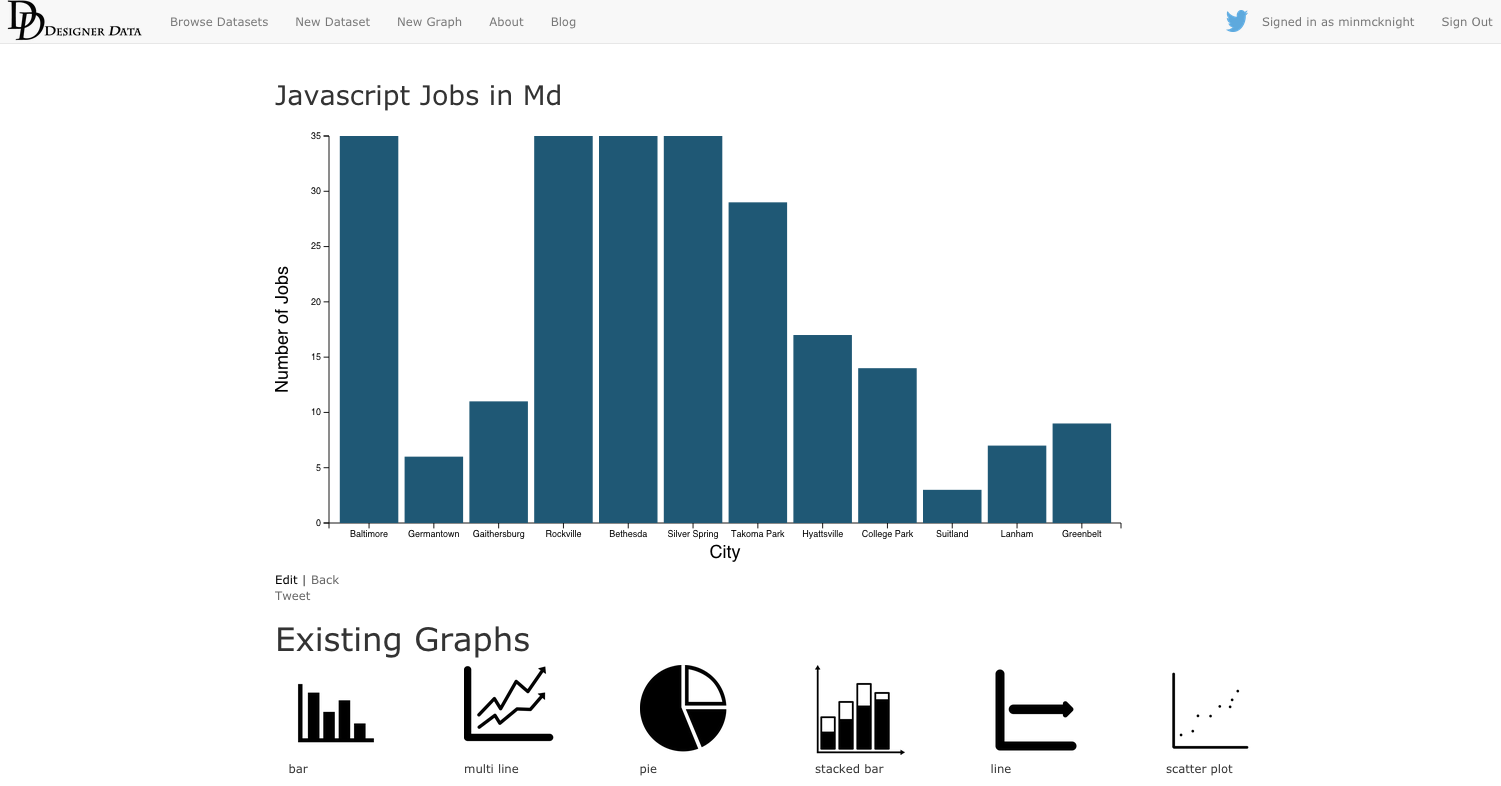 DD DESIGNER DATA Browse Datasets New Dataset New Graph About Blog Signed in as minmcknight Sign Out
Javascript Jobs in Md
35
30
25
20
15
10
5
0
Number of Jobs
Baltimore Germantown Gaithersburg Rockville Bethesda Silver Spring Takoma Park Hyattsville College Park Suitland Lanham Greenbelt
City
Edit | Back
Tweet
Existing Graphs
bar multi line pie stacked bar line scatter plot